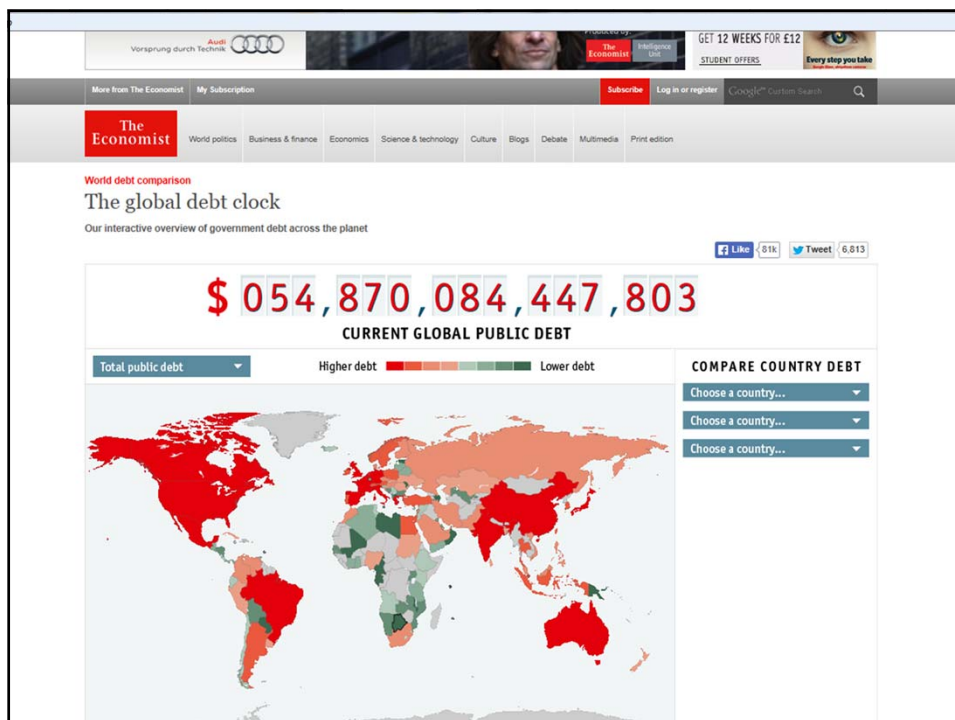 Audi
Vorsprung durch Technik
Produced by:
The
Economist
Intelligence
Unit
GET 12 WEEKS FOR £12
STUDENT OFFERS
Every step you take
More from The Economist My Subscription Subscribe Log in or register Google™ Custom Search
The
Economist
World politics Business & finance Economics Science & technology Culture Blogs Debate Multimedia Print edition
World debt comparison
The global debt clock
Our interactive overview of government debt across the planet
Like 81k Tweet 6,813
$ 054,870,084,447,803
CURRENT GLOBAL PUBLIC DEBT
Total public debt Higher debt Lower debt COMPARE COUNTRY DEBT
Choose a country...
Choose a country...
Choose a country...